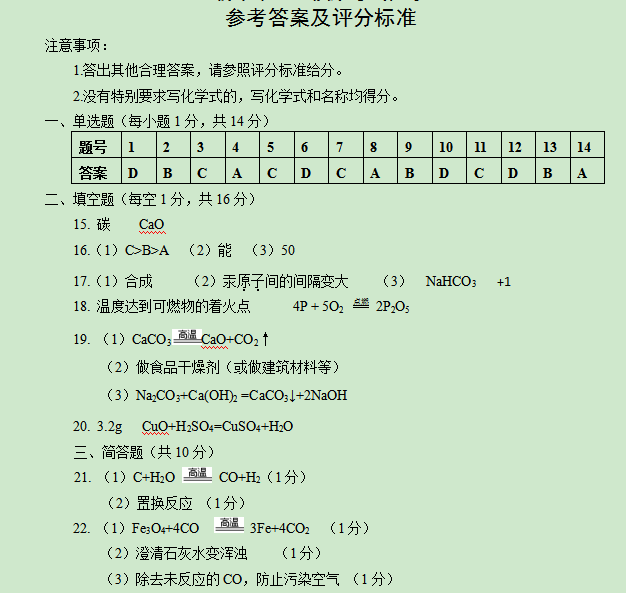 参考答案及评分标准
注意事项：
1.答出其他合理答案，请参照评分标准给分。
2.没有特别要求写化学式的，写化学式和名称均得分。
一、单选题（每小题 1 分，共 14 分）
题号 1 2 3 4 5 6 7 8 9 10 11 12 13 14
答案 D B C A C D C A B D C D B A
二、填空题（每空 1 分，共 16 分）
15. 碳 CaO
16.（1）C>B>A （2）能 （3）50
17.（1）合成 （2）汞原子间的间隔变大 （3） NaHCO₃ +1
18. 温度达到可燃物的着火点 4P + 5O₂ 点燃 2P₂O₅
19. （1）CaCO₃ 高温 CaO+CO₂↑
（2）做食品干燥剂（或做建筑材料等）
（3）Na₂CO₃+Ca(OH)₂ =CaCO₃↓+2NaOH
20. 3.2g CuO+H₂SO₄=CuSO₄+H₂O
三、简答题（共 10 分）
21. （1）C+H₂O 高温 CO+H₂（1 分）
（2）置换反应 （1 分）
22. （1）Fe₃O₄+4CO 高温 3Fe+4CO₂ （1 分）
（2）澄清石灰水变浑浊 （1 分）
（3）除去未反应的 CO，防止污染空气 （1 分）